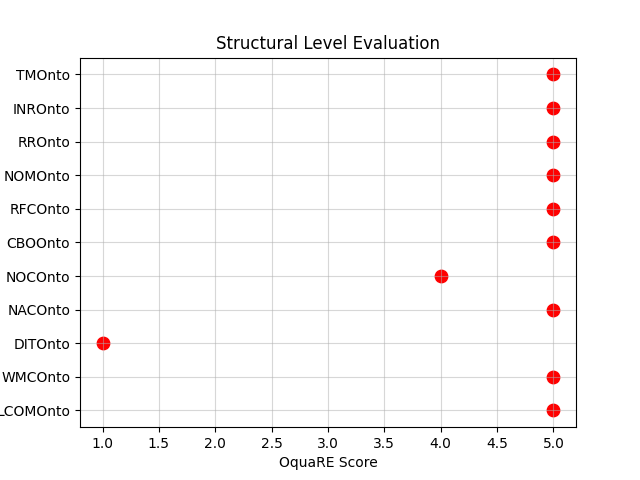 Structural Level Evaluation
TMOnto
INROnto
RROnto
NOMOnto
RFCOnto
CBOOnto
NOCOnto
NACOnto
DITOnto
WMCOnto
LCOMOnto
1.0 1.5 2.0 2.5 3.0 3.5 4.0 4.5 5.0
OquaRE Score